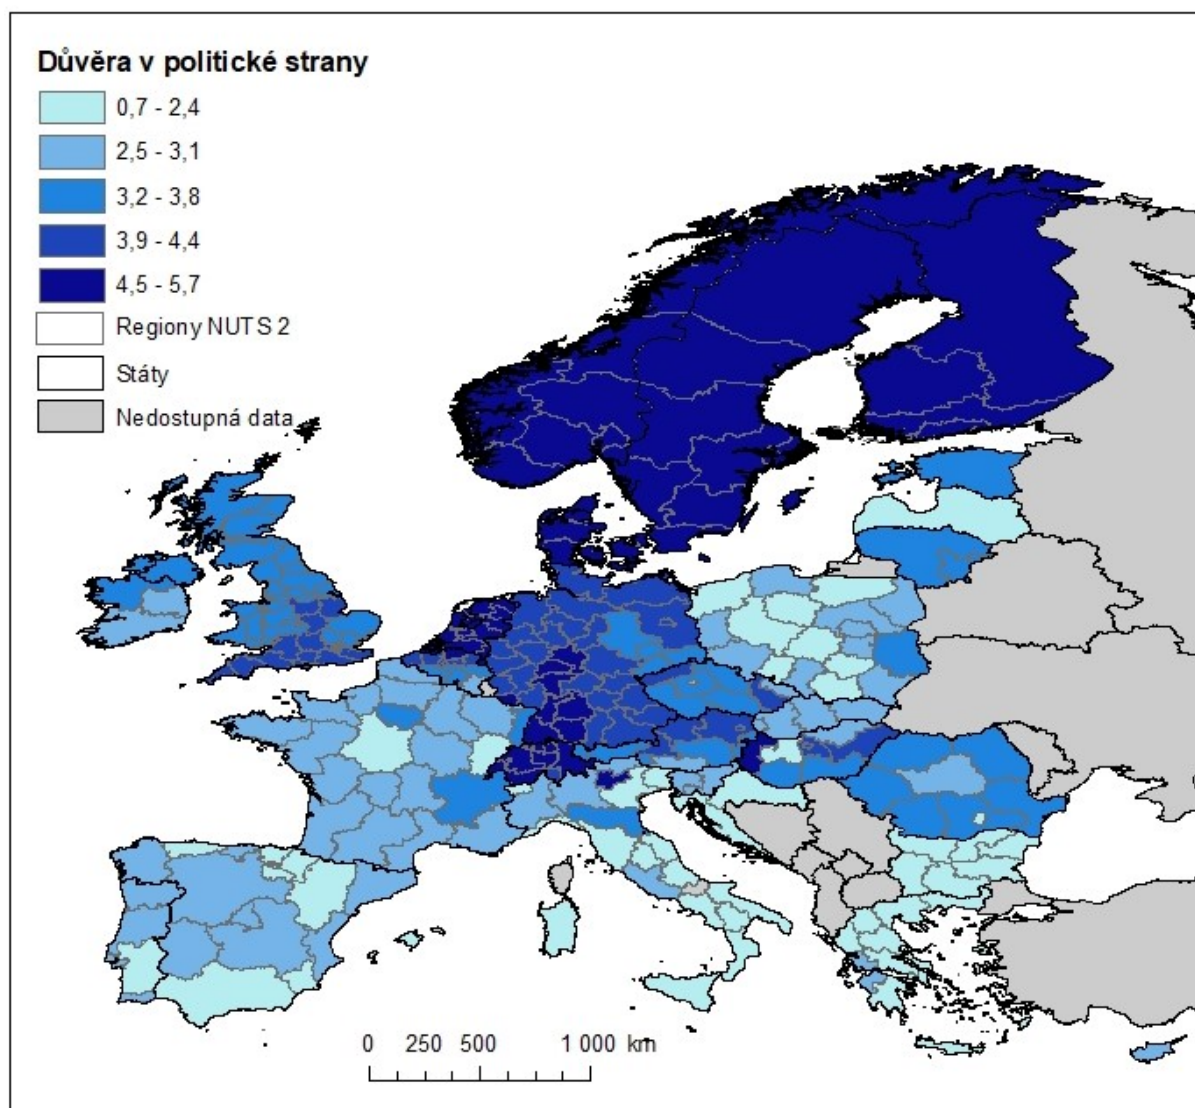 Důvěra v politické strany
0,7 - 2,4
2,5 - 3,1
3,2 - 3,8
3,9 - 4,4
4,5 - 5,7
Regiony NUTS 2
Státy
Nedostupná data
0 250 500 1 000 km